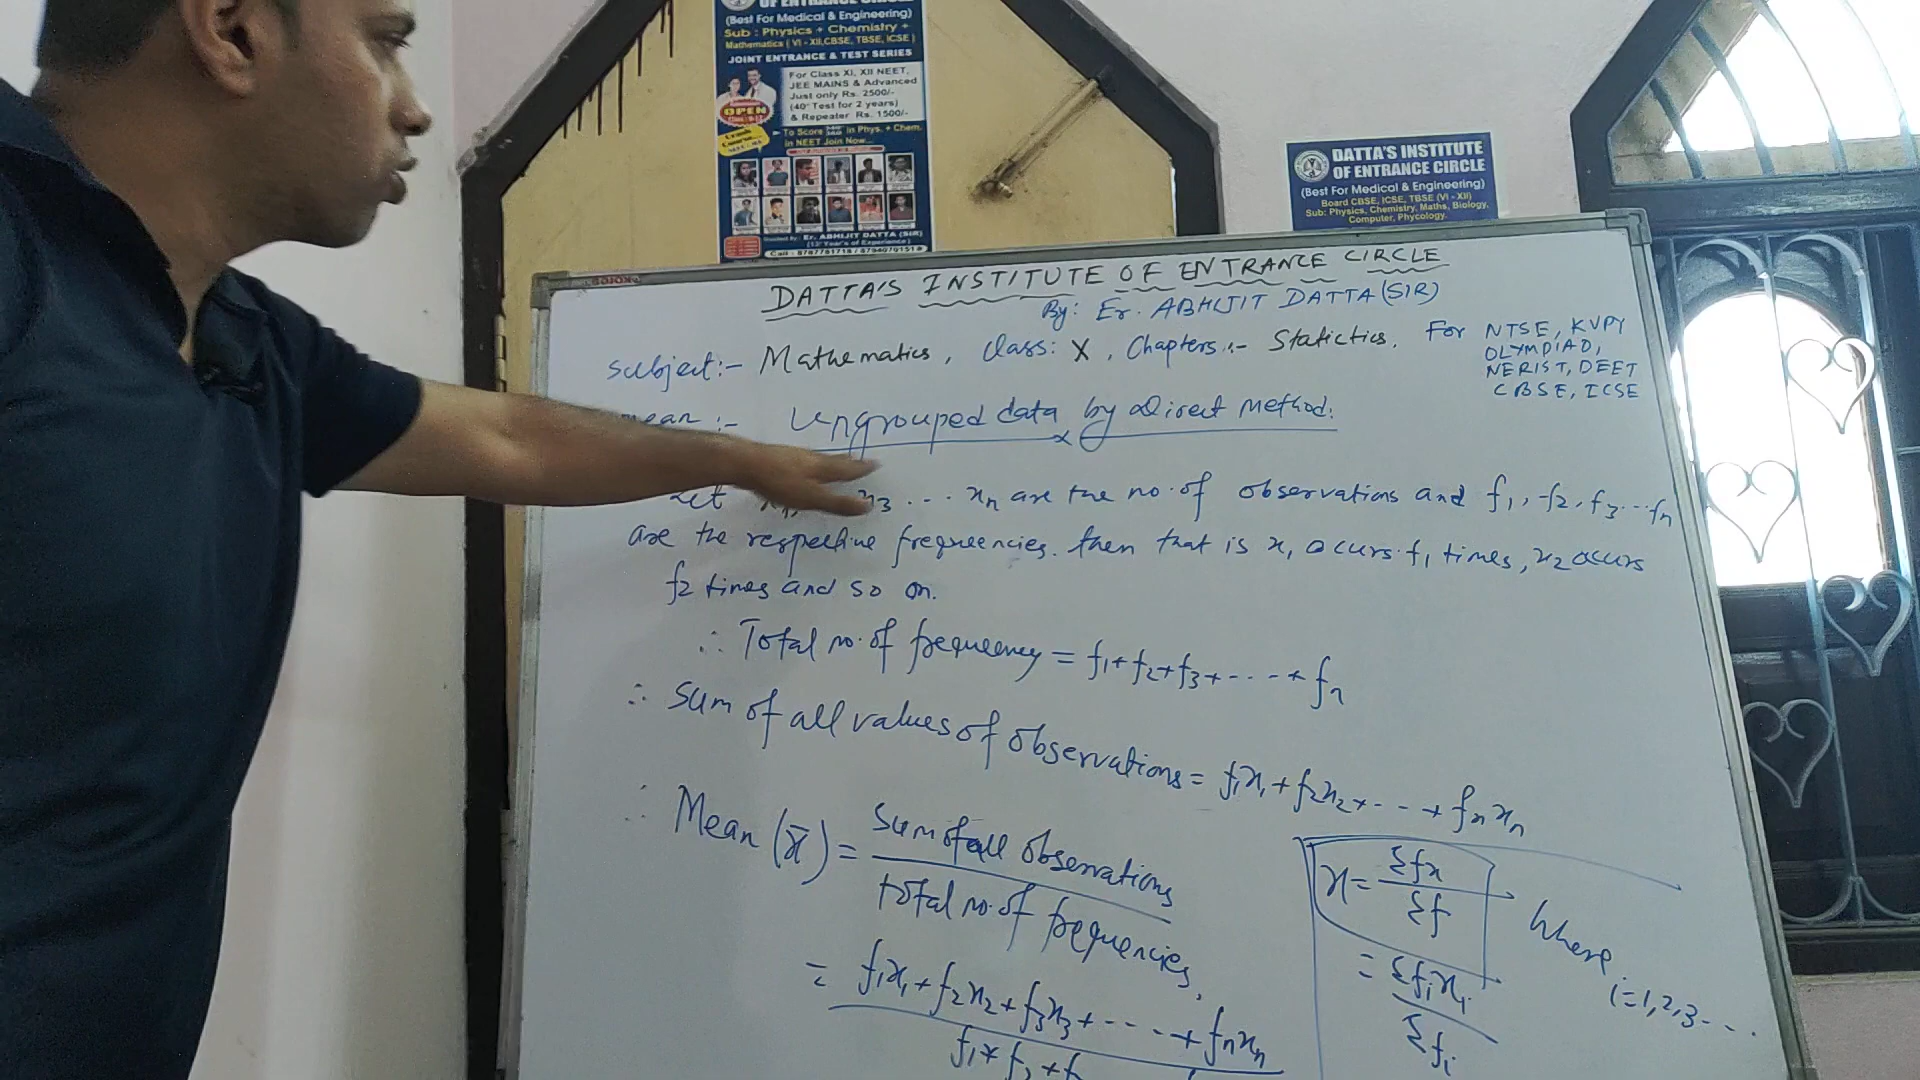 OF ENTRANCE CIRCLE
(Best For Medical & Engineering)
Sub : Physics + Chemistry +
Mathematics ( VI - XII,CBSE, TBSE, ICSE )
JOINT ENTRANCE & TEST SERIES
For Class XI, XII NEET,
JEE MAINS & Advanced
Just only Rs. 2500/-
(40+ Test for 2 years)
& Repeater Rs. 1500/-
OPEN
To Score in Phys. + Chem.
in NEET Join Now...
Er. ABHIJIT DATTA (SIR)
(13+ Year's of Experience)
Call : 8787761718 / 8794070151
DATTA'S INSTITUTE
OF ENTRANCE CIRCLE
(Best For Medical & Engineering)
Board CBSE, ICSE, TBSE (VI - XII)
Sub: Physics, Chemistry, Maths, Biology,
Computer, Phycology.
DATTA'S INSTITUTE OF ENTRANCE CIRCLE
By: Er. ABHIJIT DATTA (SIR)
Subject:- Mathematics, Class: X, Chapters:- Statictics. For NTSE, KVPY
OLYMPIAD,
NERIST, DEET
CBSE, ICSE
mean :- Ungrouped data by Direct Method:
Let x₃ ... xₙ are the no. of observations and f₁, f₂, f₃...fₙ
are the respective frequencies. then that is x₁ occurs f₁ times, x₂ occurs
f₂ times and so on.
∴ Total no. of frequency = f₁+f₂+f₃+----+fₙ
∴ Sum of all values of observations = f₁x₁+f₂x₂+---+fₙxₙ
∴ Mean (x̄) = Sum of all observations / total no. of frequencies,
= f₁x₁+f₂x₂+f₃x₃+----+fₙxₙ / f₁+f₂+f
x = Σfx / Σf
= Σfᵢxᵢ / Σfᵢ
Where
i=1,2,3----